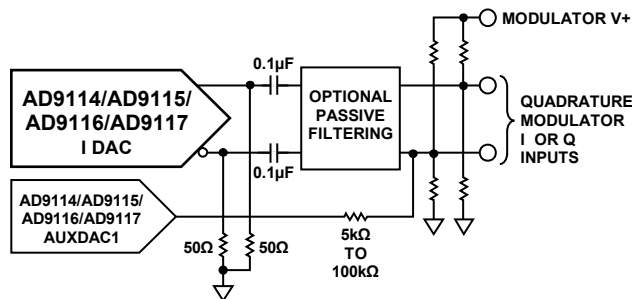 MODULATOR V+
0.1µF
AD9114/AD9115/
AD9116/AD9117
I DAC
OPTIONAL
PASSIVE
FILTERING
QUADRATURE
MODULATOR
I OR Q
INPUTS
0.1µF
AD9114/AD9115/
AD9116/AD9117
AUXDAC1
50Ω
50Ω
5kΩ
TO
100kΩ